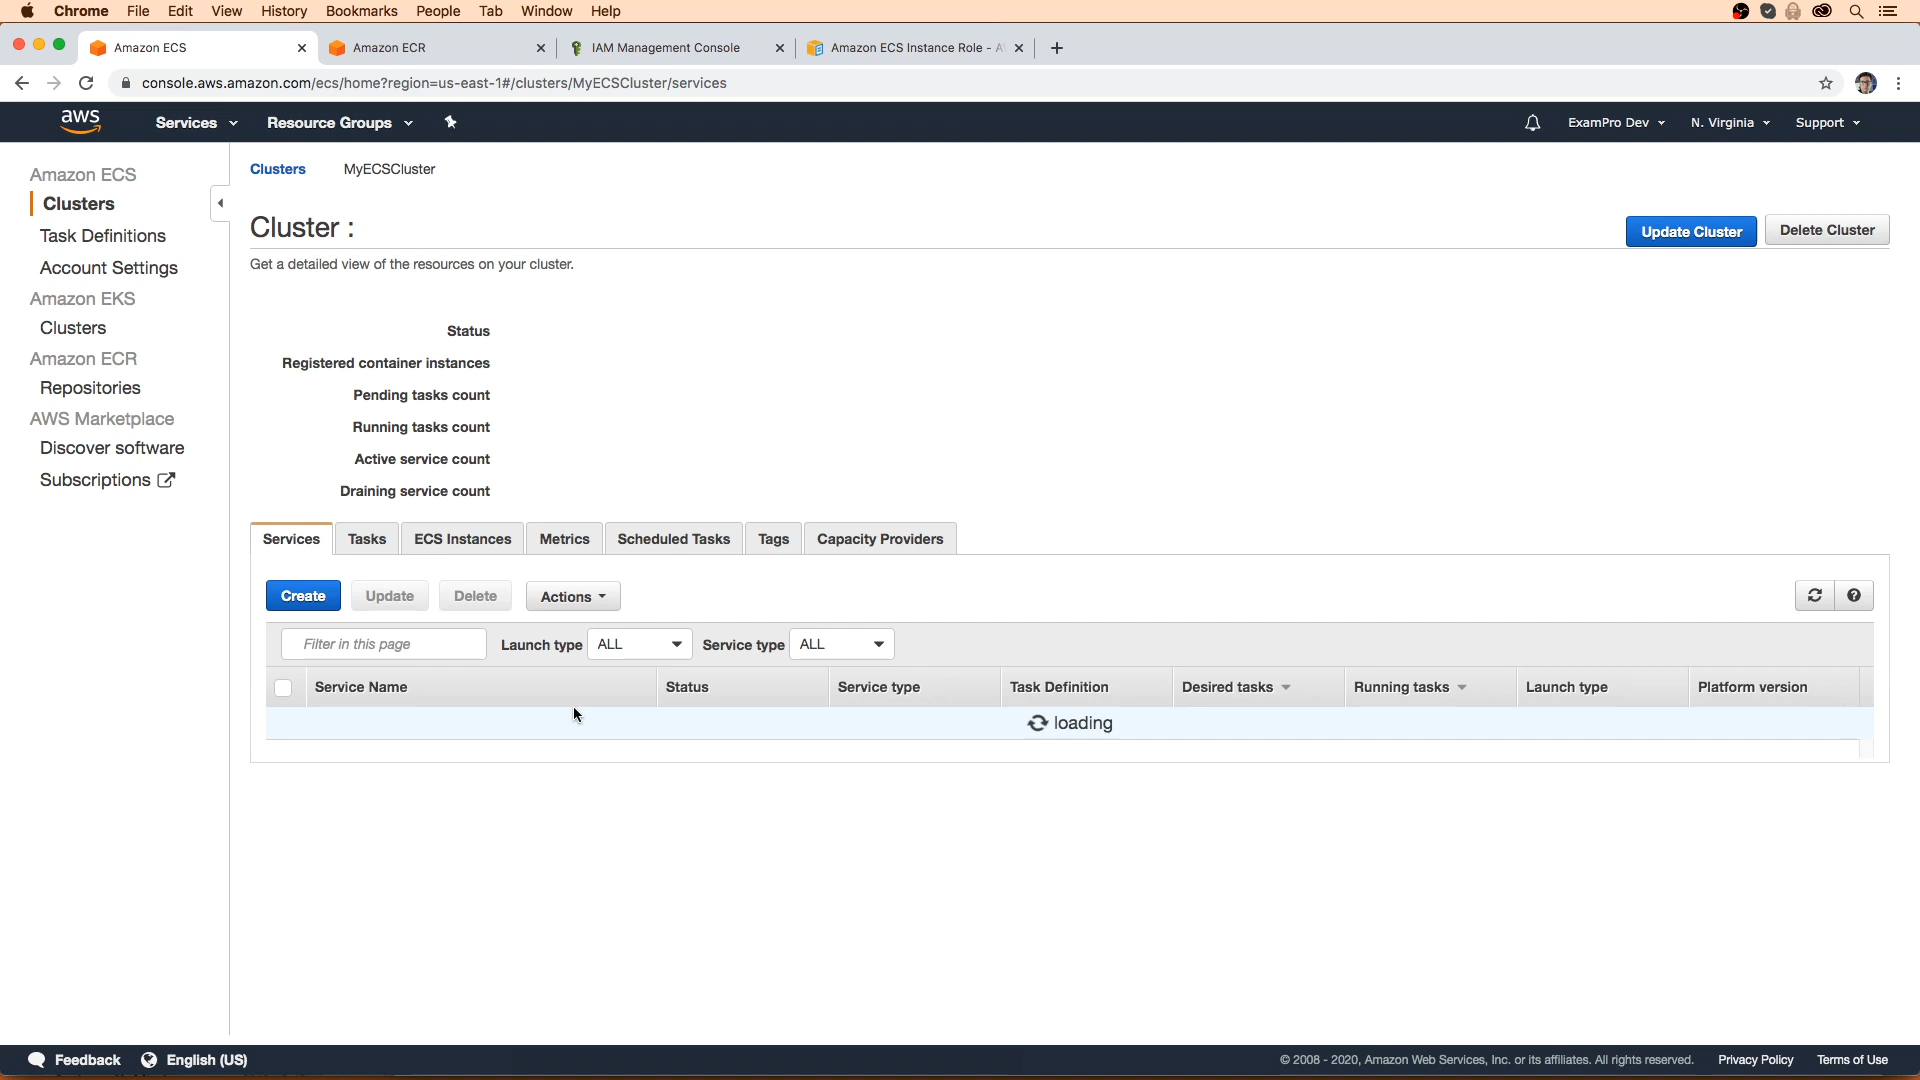 Chrome File Edit View History Bookmarks People Tab Window Help
Amazon ECS Amazon ECR IAM Management Console Amazon ECS Instance Role -
console.aws.amazon.com/ecs/home?region=us-east-1#/clusters/MyECSCluster/services
aws Services Resource Groups ExamPro Dev N. Virginia Support
Amazon ECS
Clusters
Task Definitions
Account Settings
Amazon EKS
Clusters
Amazon ECR
Repositories
AWS Marketplace
Discover software
Subscriptions
Clusters MyECSCluster
Cluster :
Update Cluster Delete Cluster
Get a detailed view of the resources on your cluster.
Status
Registered container instances
Pending tasks count
Running tasks count
Active service count
Draining service count
Services Tasks ECS Instances Metrics Scheduled Tasks Tags Capacity Providers
Create Update Delete Actions
Filter in this page Launch type ALL Service type ALL
Service Name Status Service type Task Definition Desired tasks Running tasks Launch type Platform version
loading
Feedback English (US) © 2008 - 2020, Amazon Web Services, Inc. or its affiliates. All rights reserved. Privacy Policy Terms of Use